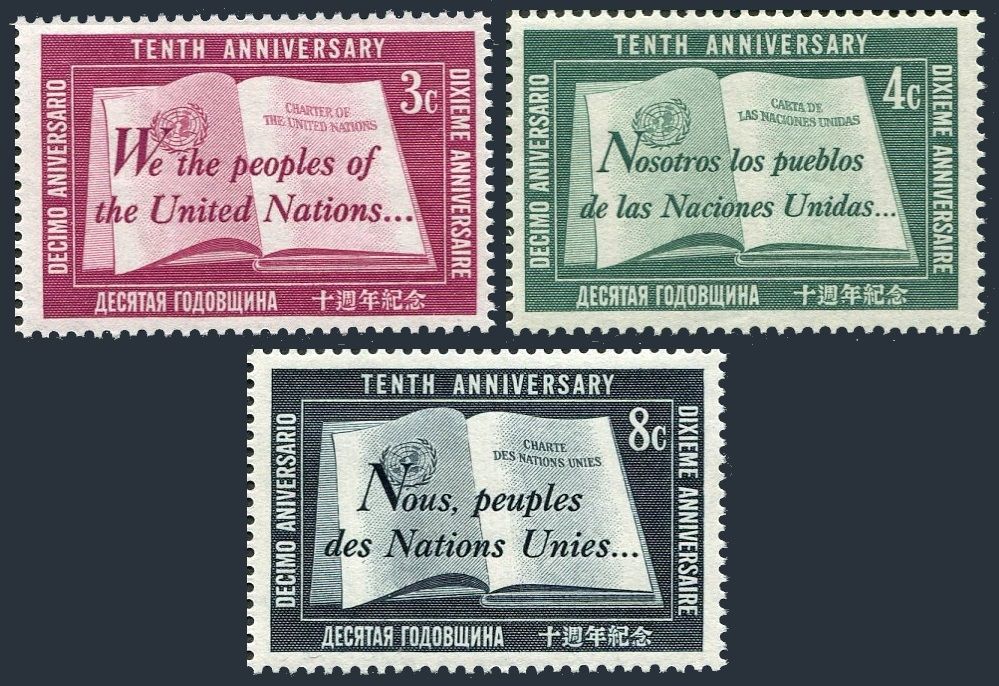 TENTH ANNIVERSARY
DECIMO ANIVERSARIO
3c
CHARTER OF
THE UNITED NATIONS
We the peoples of
the United Nations...
DIXIEME ANNIVERSAIRE
ДЕСЯТАЯ ГОДОВЩИНА 十週年紀念
TENTH ANNIVERSARY
DECIMO ANIVERSARIO
4c
CARTA DE
LAS NACIONES UNIDAS
Nosotros los pueblos
de las Naciones Unidas...
DIXIEME ANNIVERSAIRE
ДЕСЯТАЯ ГОДОВЩИНА 十週年紀念
TENTH ANNIVERSARY
DECIMO ANIVERSARIO
8c
CHARTE
DES NATIONS UNIES
Nous, peuples
des Nations Unies...
DIXIEME ANNIVERSAIRE
ДЕСЯТАЯ ГОДОВЩИНА 十週年紀念